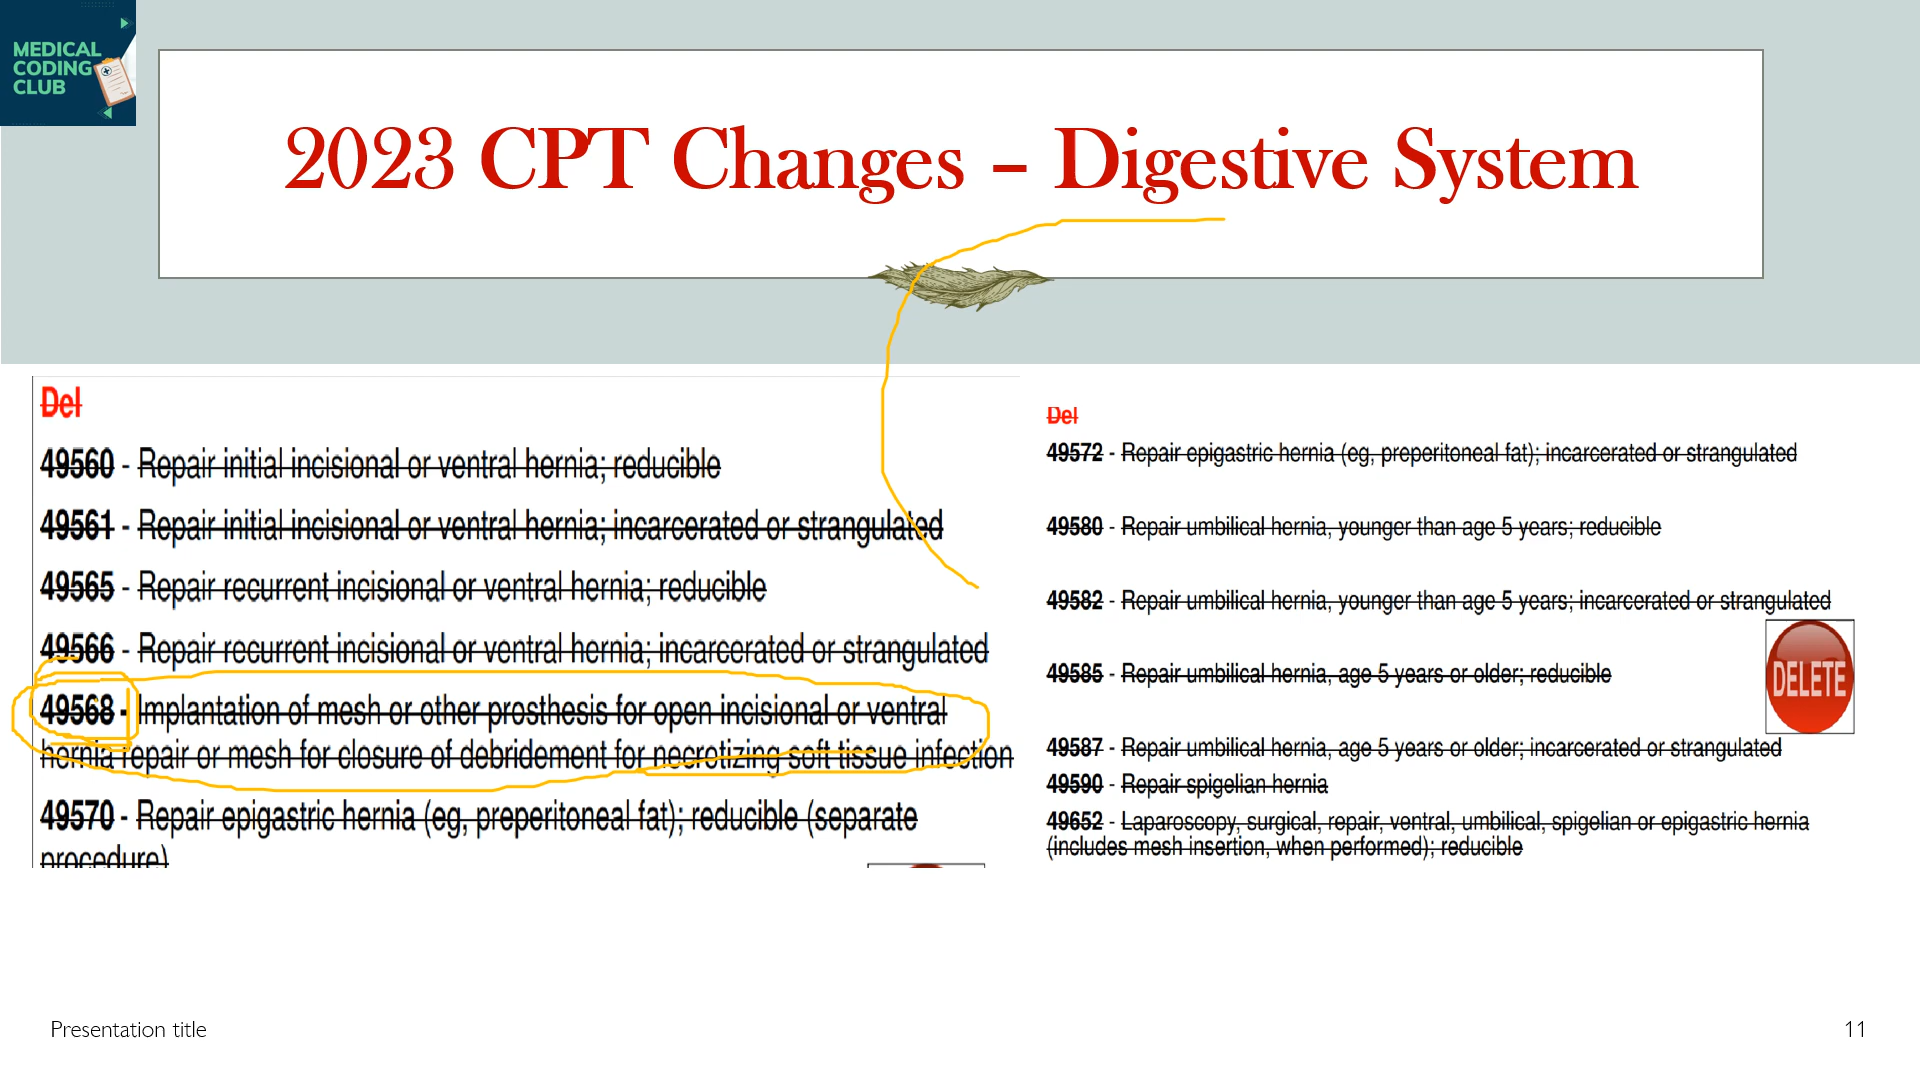 MEDICAL
CODING
CLUB
2023 CPT Changes – Digestive System
Del
49560 - Repair initial incisional or ventral hernia; reducible
49561 - Repair initial incisional or ventral hernia; incarcerated or strangulated
49565 - Repair recurrent incisional or ventral hernia; reducible
49566 - Repair recurrent incisional or ventral hernia; incarcerated or strangulated
49568 - Implantation of mesh or other prosthesis for open incisional or ventral
hernia repair or mesh for closure of debridement for necrotizing soft tissue infection
49570 - Repair epigastric hernia (eg, preperitoneal fat); reducible (separate
procedure)
Del
49572 - Repair epigastric hernia (eg, preperitoneal fat); incarcerated or strangulated
49580 - Repair umbilical hernia, younger than age 5 years; reducible
49582 - Repair umbilical hernia, younger than age 5 years; incarcerated or strangulated
49585 - Repair umbilical hernia, age 5 years or older; reducible
DELETE
49587 - Repair umbilical hernia, age 5 years or older; incarcerated or strangulated
49590 - Repair spigelian hernia
49652 - Laparoscopy, surgical, repair, ventral, umbilical, spigelian or epigastric hernia
(includes mesh insertion, when performed); reducible
Presentation title
11